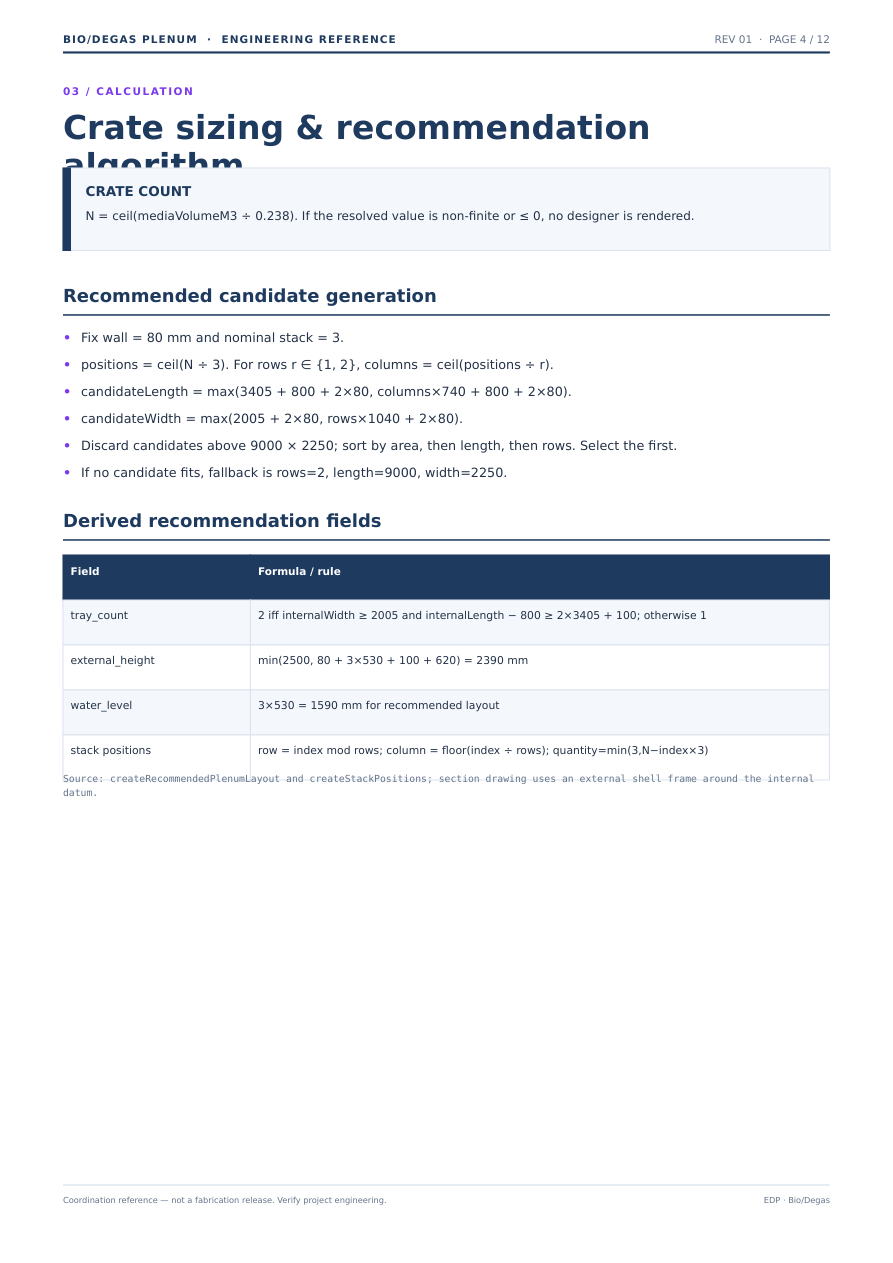 BIO/DEGAS PLENUM · ENGINEERING REFERENCE
REV 01 · PAGE 4 / 12
03 / CALCULATION
Crate sizing & recommendation
algorithm
CRATE COUNT
N = ceil(mediaVolumeM3 ÷ 0.238). If the resolved value is non-finite or ≤ 0, no designer is rendered.
Recommended candidate generation
• Fix wall = 80 mm and nominal stack = 3.
• positions = ceil(N ÷ 3). For rows r ∈ {1, 2}, columns = ceil(positions ÷ r).
• candidateLength = max(3405 + 800 + 2×80, columns×740 + 800 + 2×80).
• candidateWidth = max(2005 + 2×80, rows×1040 + 2×80).
• Discard candidates above 9000 × 2250; sort by area, then length, then rows. Select the first.
• If no candidate fits, fallback is rows=2, length=9000, width=2250.
Derived recommendation fields
Field Formula / rule
tray_count 2 iff internalWidth ≥ 2005 and internalLength − 800 ≥ 2×3405 + 100; otherwise 1
external_height min(2500, 80 + 3×530 + 100 + 620) = 2390 mm
water_level 3×530 = 1590 mm for recommended layout
stack positions row = index mod rows; column = floor(index ÷ rows); quantity=min(3,N−index×3)
Source: createRecommendedPlenumLayout and createStackPositions; section drawing uses an external shell frame around the internal
datum.
Coordination reference — not a fabrication release. Verify project engineering.
EDP · Bio/Degas